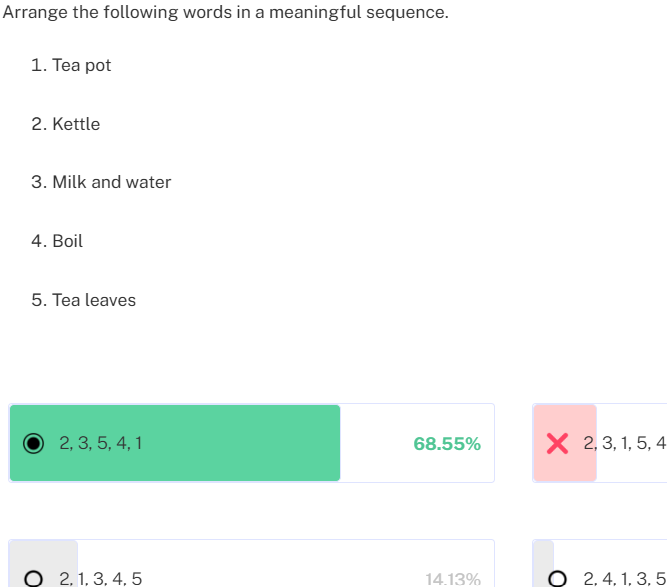 Arrange the following words in a meaningful sequence.
1. Tea pot
2. Kettle
3. Milk and water
4. Boil
5. Tea leaves
2, 3, 5, 4, 1 68.55%
2, 3, 1, 5, 4
2, 1, 3, 4, 5 14.13%
2, 4, 1, 3, 5